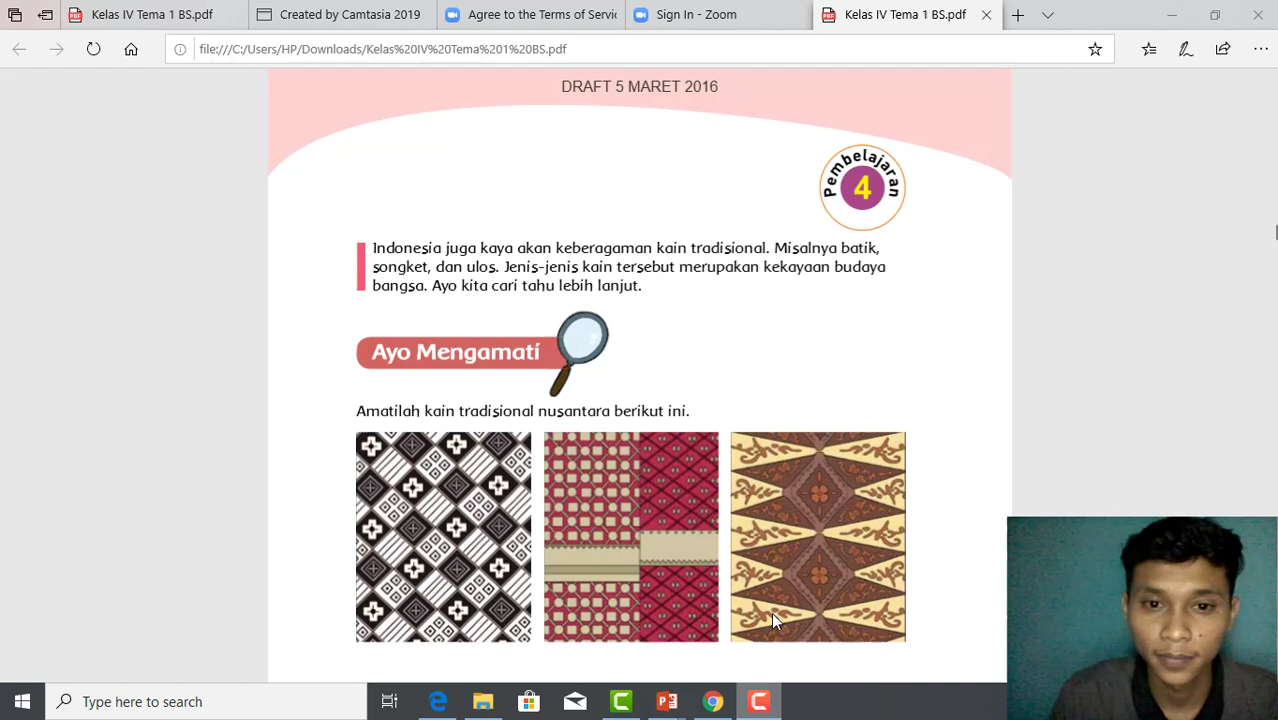 Kelas IV Tema 1 BS.pdf
Created by Camtasia 2019
Agree to the Terms of Servic
Sign In - Zoom
Kelas IV Tema 1 BS.pdf
file:///C:/Users/HP/Downloads/Kelas%20IV%20Tema%201%20BS.pdf
DRAFT 5 MARET 2016
Pembelajaran
4
Indonesia juga kaya akan keberagaman kain tradisional. Misalnya batik,
songket, dan ulos. Jenis-jenis kain tersebut merupakan kekayaan budaya
bangsa. Ayo kita cari tahu lebih lanjut.
Ayo Mengamati
Amatilah kain tradisional nusantara berikut ini.
Type here to search